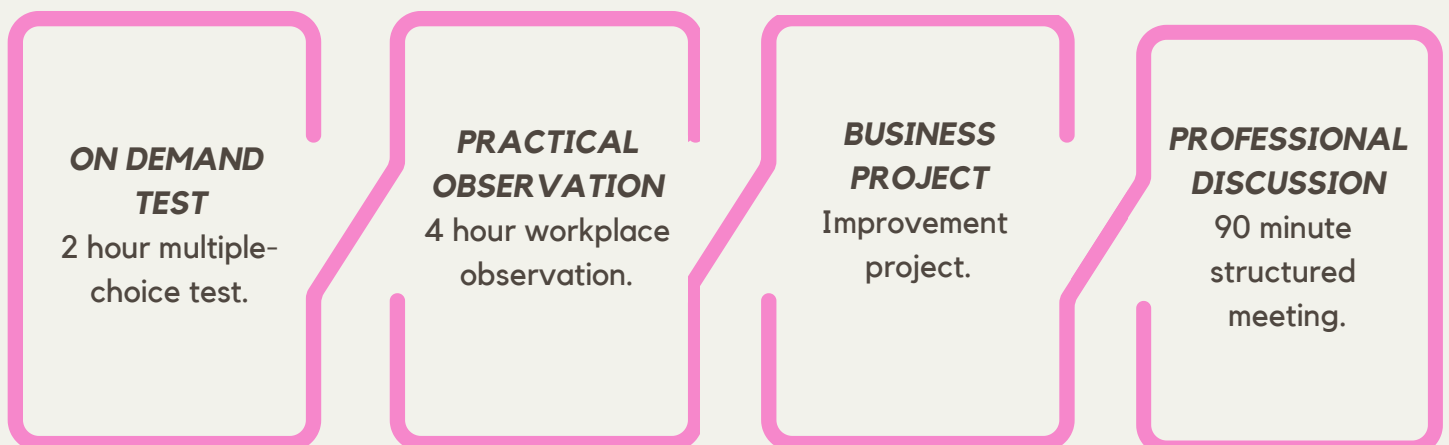 ON DEMAND
TEST
2 hour multiple-
choice test.
PRACTICAL
OBSERVATION
4 hour workplace
observation.
BUSINESS
PROJECT
Improvement
project.
PROFESSIONAL
DISCUSSION
90 minute
structured
meeting.